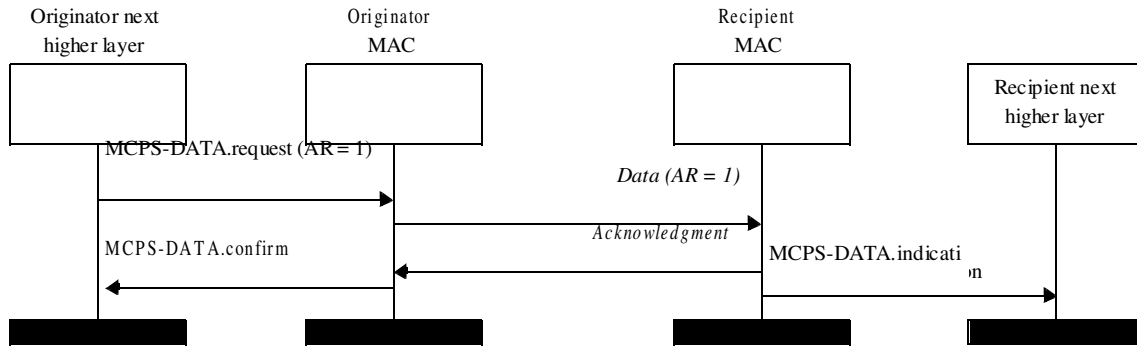 Originator next
higher layer
Originator
MAC
Recipient
MAC
Recipient next
higher layer
MCPS-DATA.request (AR = 1)
Data (AR = 1)
Acknowledgment
MCPS-DATA.confirm
MCPS-DATA.indicati
on